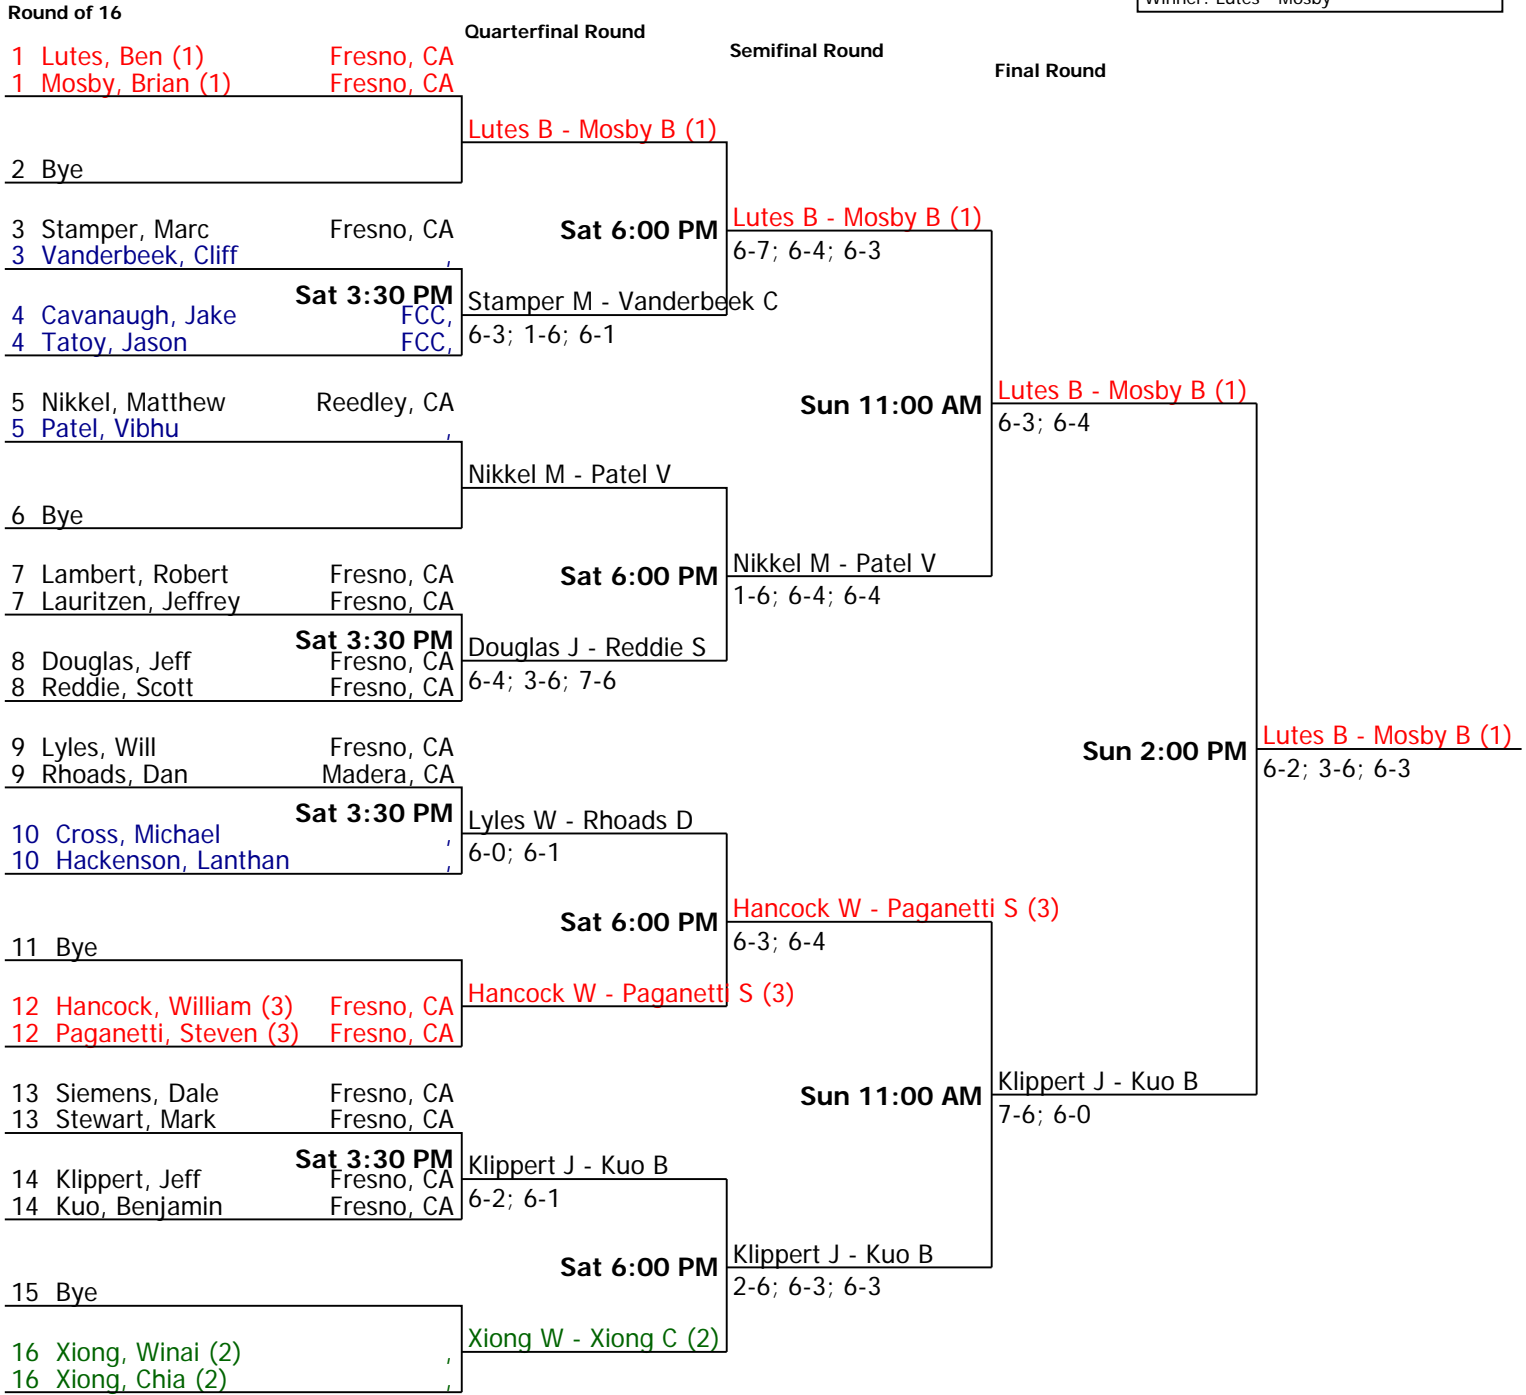 Winner: Lutes - Mosby
Round of 16
Quarterfinal Round
Semifinal Round
Final Round
1 Lutes, Ben (1) Fresno, CA
1 Mosby, Brian (1) Fresno, CA
Lutes B - Mosby B (1)
2 Bye
Sat 6:00 PM
Lutes B - Mosby B (1)
6-7; 6-4; 6-3
3 Stamper, Marc Fresno, CA
3 Vanderbeek, Cliff ,
Sat 3:30 PM
Stamper M - Vanderbeek C
6-3; 1-6; 6-1
4 Cavanaugh, Jake FCC,
4 Tatoy, Jason FCC,
Sun 11:00 AM
Lutes B - Mosby B (1)
6-3; 6-4
5 Nikkel, Matthew Reedley, CA
5 Patel, Vibhu ,
Nikkel M - Patel V
6 Bye
Sat 6:00 PM
Nikkel M - Patel V
1-6; 6-4; 6-4
7 Lambert, Robert Fresno, CA
7 Lauritzen, Jeffrey Fresno, CA
Sat 3:30 PM
Douglas J - Reddie S
6-4; 3-6; 7-6
8 Douglas, Jeff Fresno, CA
8 Reddie, Scott Fresno, CA
Sun 2:00 PM
Lutes B - Mosby B (1)
6-2; 3-6; 6-3
9 Lyles, Will Fresno, CA
9 Rhoads, Dan Madera, CA
Sat 3:30 PM
Lyles W - Rhoads D
6-0; 6-1
10 Cross, Michael ,
10 Hackenson, Lanthan ,
Sat 6:00 PM
Hancock W - Paganetti S (3)
6-3; 6-4
11 Bye
Hancock W - Paganetti S (3)
12 Hancock, William (3) Fresno, CA
12 Paganetti, Steven (3) Fresno, CA
Sun 11:00 AM
Klippert J - Kuo B
7-6; 6-0
13 Siemens, Dale Fresno, CA
13 Stewart, Mark Fresno, CA
Sat 3:30 PM
Klippert J - Kuo B
6-2; 6-1
14 Klippert, Jeff Fresno, CA
14 Kuo, Benjamin Fresno, CA
Sat 6:00 PM
Klippert J - Kuo B
2-6; 6-3; 6-3
15 Bye
Xiong W - Xiong C (2)
16 Xiong, Winai (2) ,
16 Xiong, Chia (2) ,